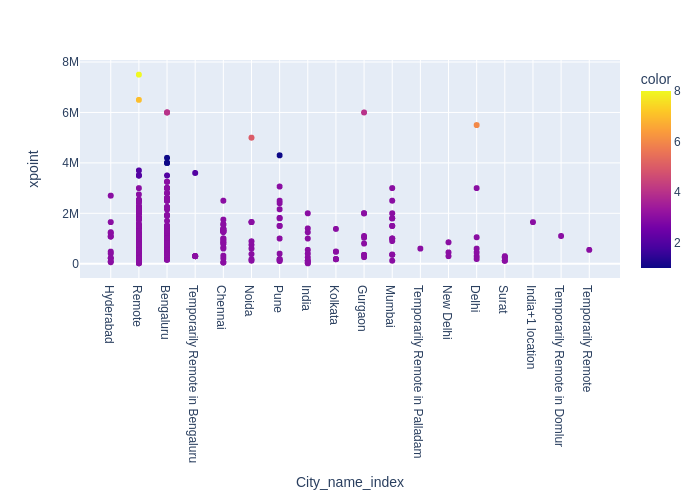 color
8M
6M
4M
2M
0
8
6
4
2
xpoint
Hyderabad
Remote
Bengaluru
Temporarily Remote in Bengaluru
Chennai
Noida
Pune
India
Kolkata
Gurgaon
Mumbai
Temporarily Remote in Palladam
New Delhi
Delhi
Surat
India+1 location
Temporarily Remote in Domlur
Temporarily Remote
City_name_index